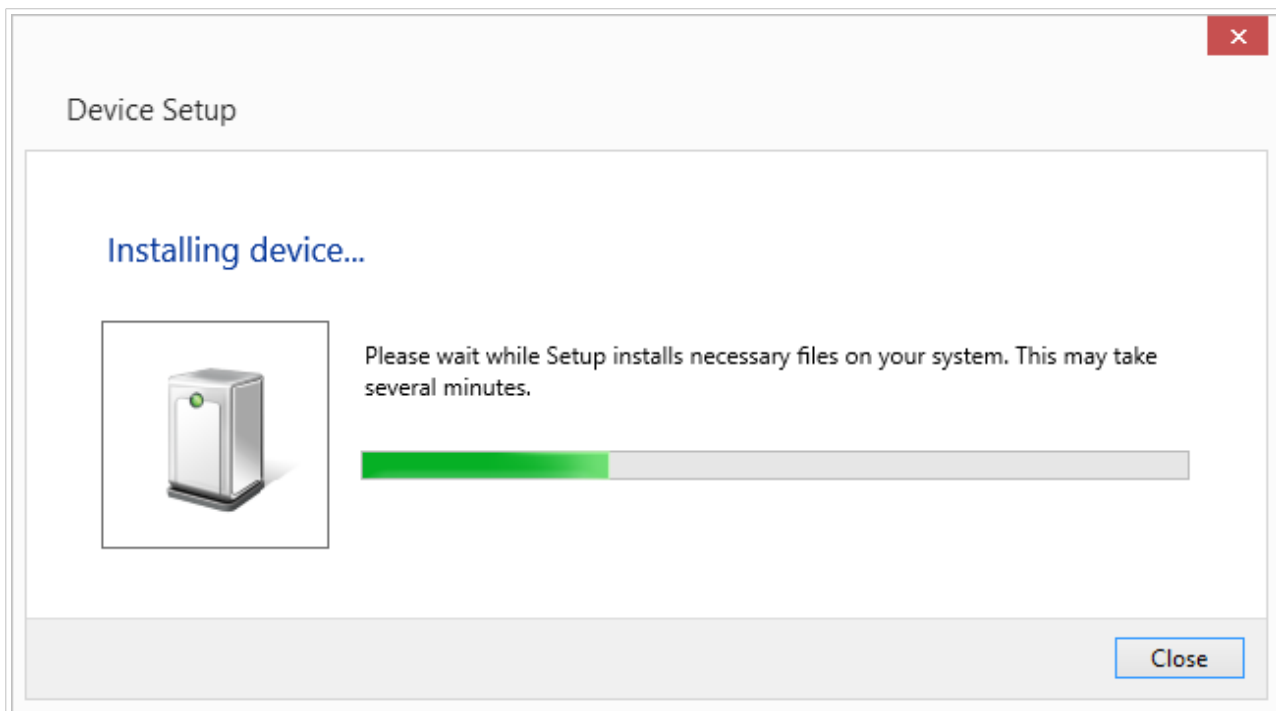 Device Setup
Installing device...
Please wait while Setup installs necessary files on your system. This may take
several minutes.
Close